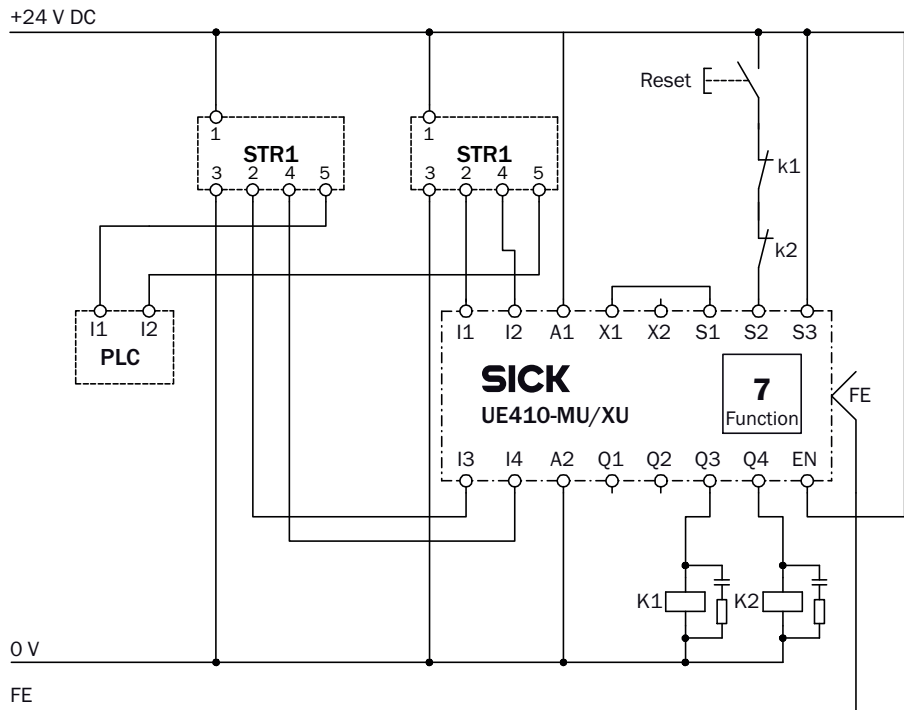 +24 V DC
Reset
1
1
STR1
STR1
3 2 4 5
3 2 4 5
k1
k2
I1 I2
PLC
I1 I2 A1 X1 X2 S1 S2 S3
SICK
UE410-MU/XU
7
Function
FE
I3 I4 A2 Q1 Q2 Q3 Q4 EN
K1
K2
0 V
FE